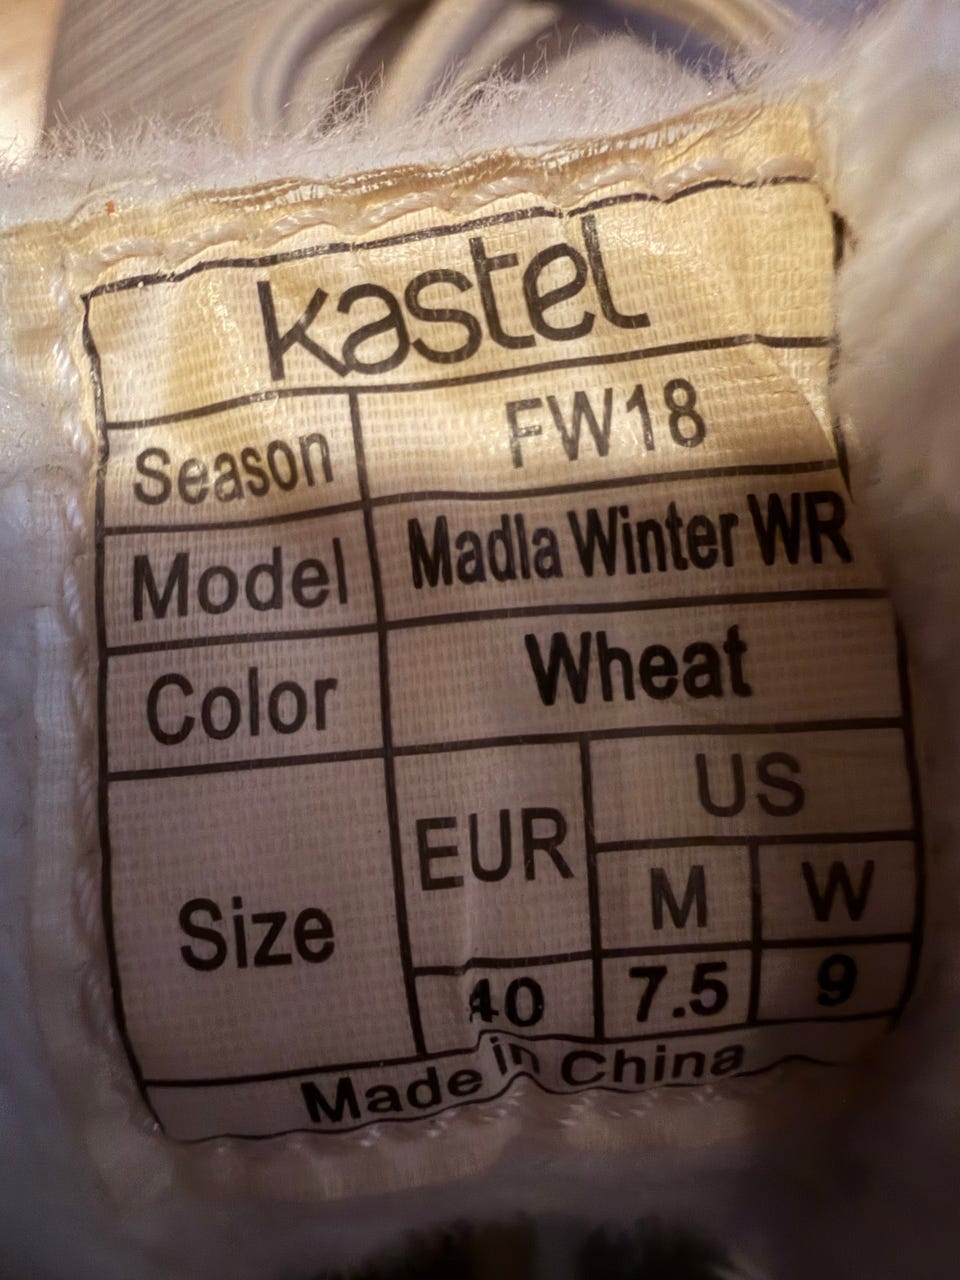 kastel
Season FW18
Model Madla Winter WR
Color Wheat
Size EUR US
M W
40 7.5 9
Made in China